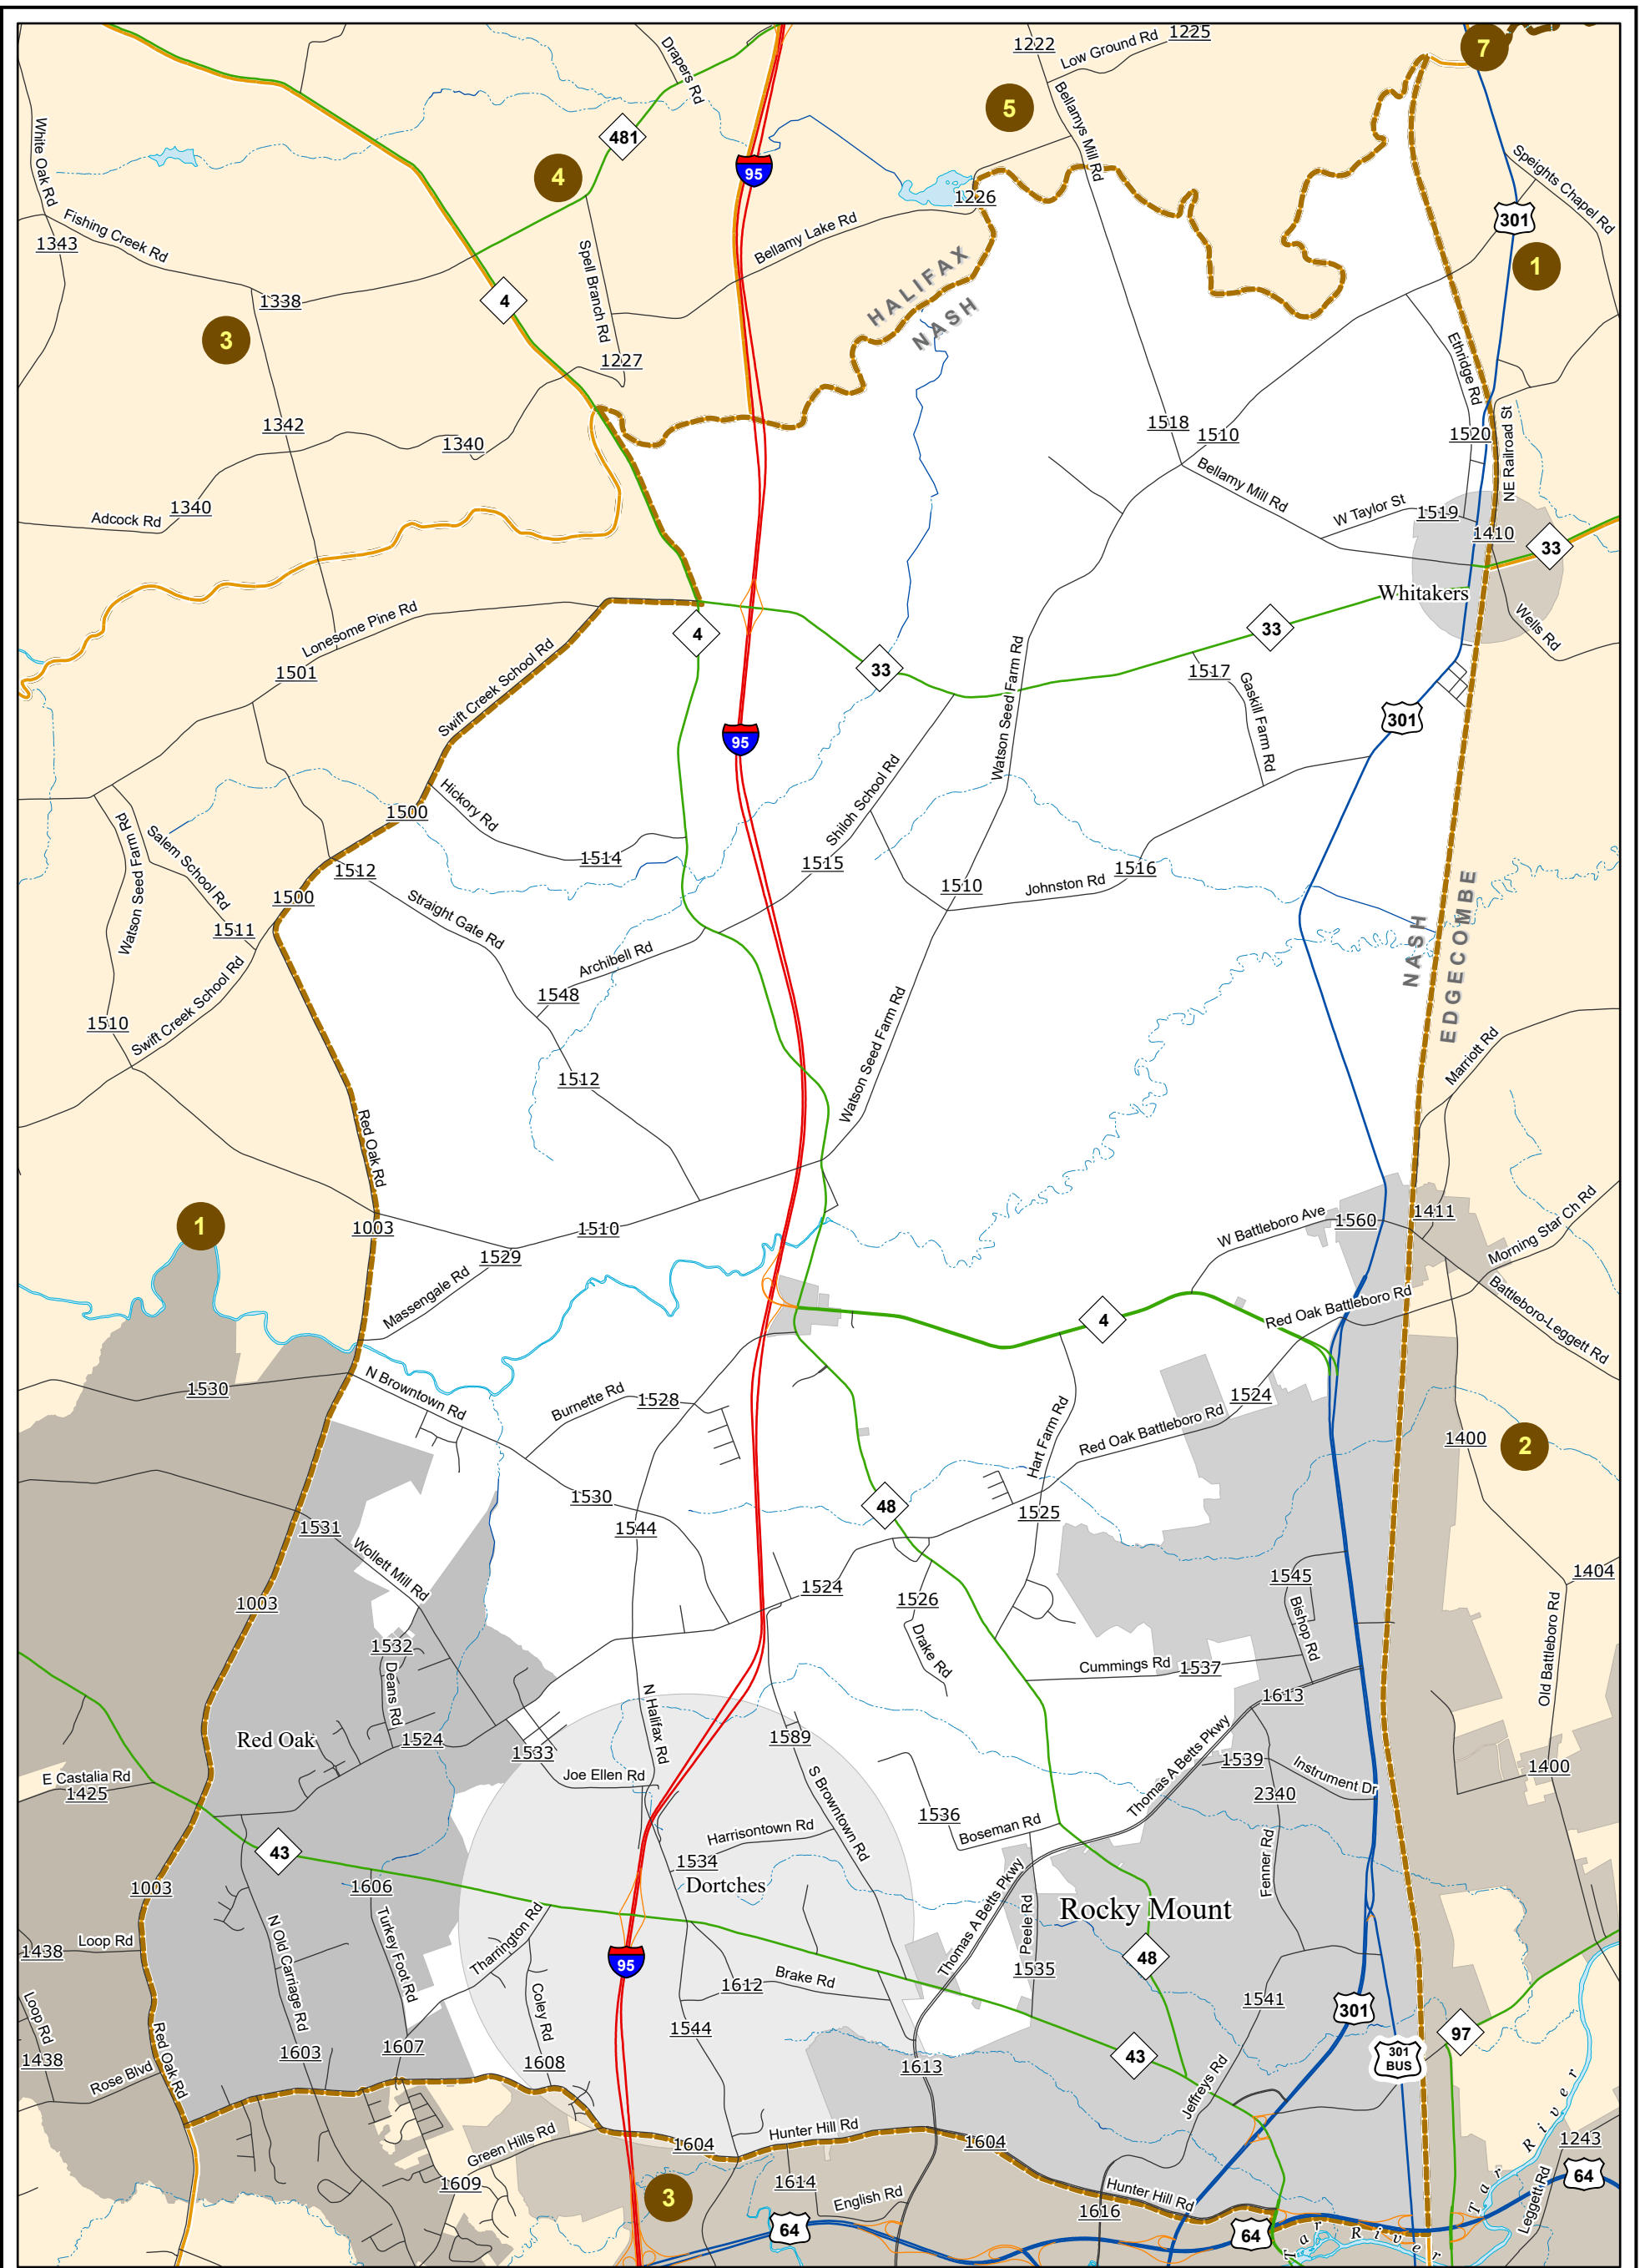 1222
Low Ground Rd
1225
7
Drapers Rd
481
95
5
Bellamys Mill Rd
White Oak Rd
4
1226
Speights Chapel Rd
301
1343
Fishing Creek Rd
Spell Branch Rd
Bellamy Lake Rd
1
1338
4
HALIFAX
NASH
3
1227
Ethridge Rd
1342
1340
1518
1510
1520
NE Railroad St
Bellamy Mill Rd
1340
Adcock Rd
W Taylor St
1519
1410
33
Whitakers
Lonesome Pine Rd
4
33
33
Wells Rd
1501
Swift Creek School Rd
Watson Seed Farm Rd
1517
Gaskill Farm Rd
301
95
Hickory Rd
1500
Shiloh School Rd
Watson Seed Farm Rd
Salem School Rd
1514
1515
1512
1510
Johnston Rd
1516
1500
1511
Straight Gate Rd
NASH
EDGECOMBE
Archibell Rd
1548
Swift Creek School Rd
1510
Watson Seed Farm Rd
Marriott Rd
1512
Red Oak Rd
1
1003
1510
1529
W Battleboro Ave
1560
1411
Morning Star Ch Rd
Massengale Rd
4
Red Oak Battleboro Rd
Battleboro-Leggett Rd
1530
N Browntown Rd
Burnette Rd
1528
1524
Hart Farm Rd
Red Oak Battleboro Rd
1400
2
1530
48
1525
1531
1544
Wollett Mill Rd
1524
1526
1545
1404
1003
Bishop Rd
Old Battleboro Rd
1532
Deans Rd
Drake Rd
Cummings Rd
1537
N Halifax Rd
1613
Red Oak
1524
1533
1589
Thomas A Betts Pkwy
1539
Instrument Dr
1400
E Castalia Rd
1425
Joe Ellen Rd
S Browntown Rd
2340
1536
Boseman Rd
Harrisontown Rd
43
1534
Fenner Rd
1003
1606
Dortches
Thomas A Betts Pkwy
Peele Rd
Rocky Mount
Turkey Foot Rd
Tharrington Rd
N Old Carriage Rd
Loop Rd
1438
95
48
1535
Brake Rd
1612
Loop Rd
Coley Rd
1541
301
1544
97
1438
Red Oak Rd
1603
1607
1608
1613
43
301
BUS
Rose Blvd
Jeffreys Rd
Tar River
Hunter Hill Rd
Green Hills Rd
1604
1604
1243
1609
3
1614
English Rd
Hunter Hill Rd
1616
64
64
64
Leggett Rd
Tar River